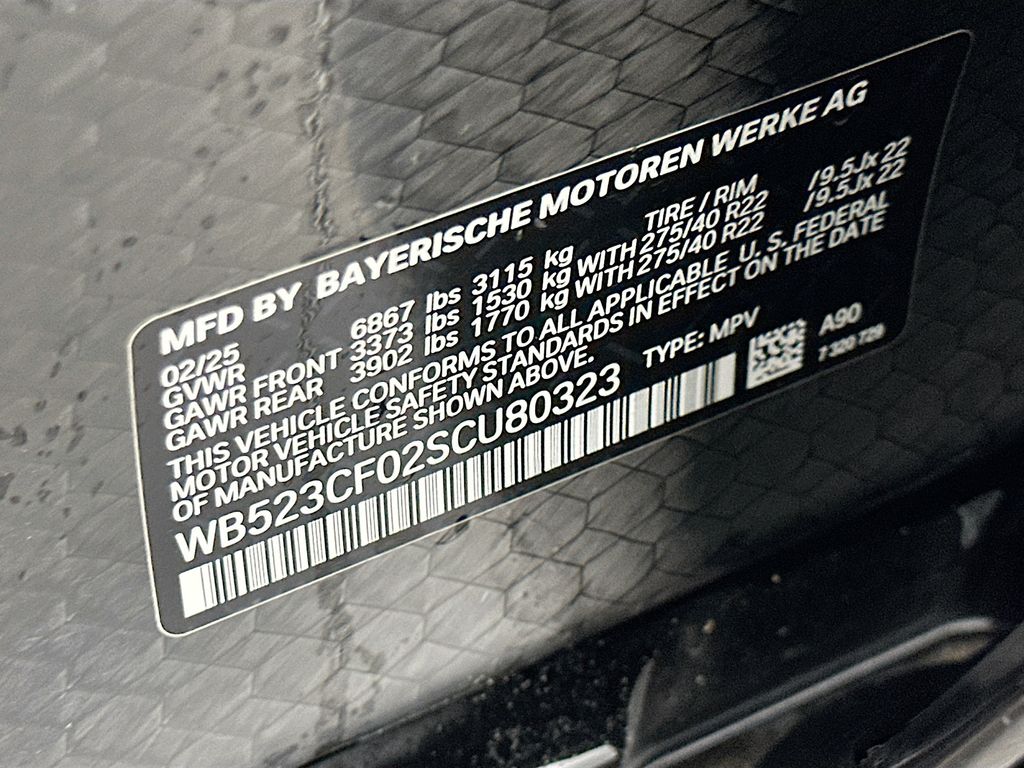 MFD BY BAYERISCHE MOTOREN WERKE AG
02/25 TIRE / RIM
GVWR 6867 lbs 3115 kg
GAWR FRONT 3373 lbs 1530 kg WITH 275/40 R22 /9.5Jx 22
GAWR REAR 3902 lbs 1770 kg WITH 275/40 R22 /9.5Jx 22
THIS VEHICLE CONFORMS TO ALL APPLICABLE U. S. FEDERAL
MOTOR VEHICLE SAFETY STANDARDS IN EFFECT ON THE DATE
OF MANUFACTURE SHOWN ABOVE.
WB523CF02SCU80323 TYPE: MPV A90
7 320 729